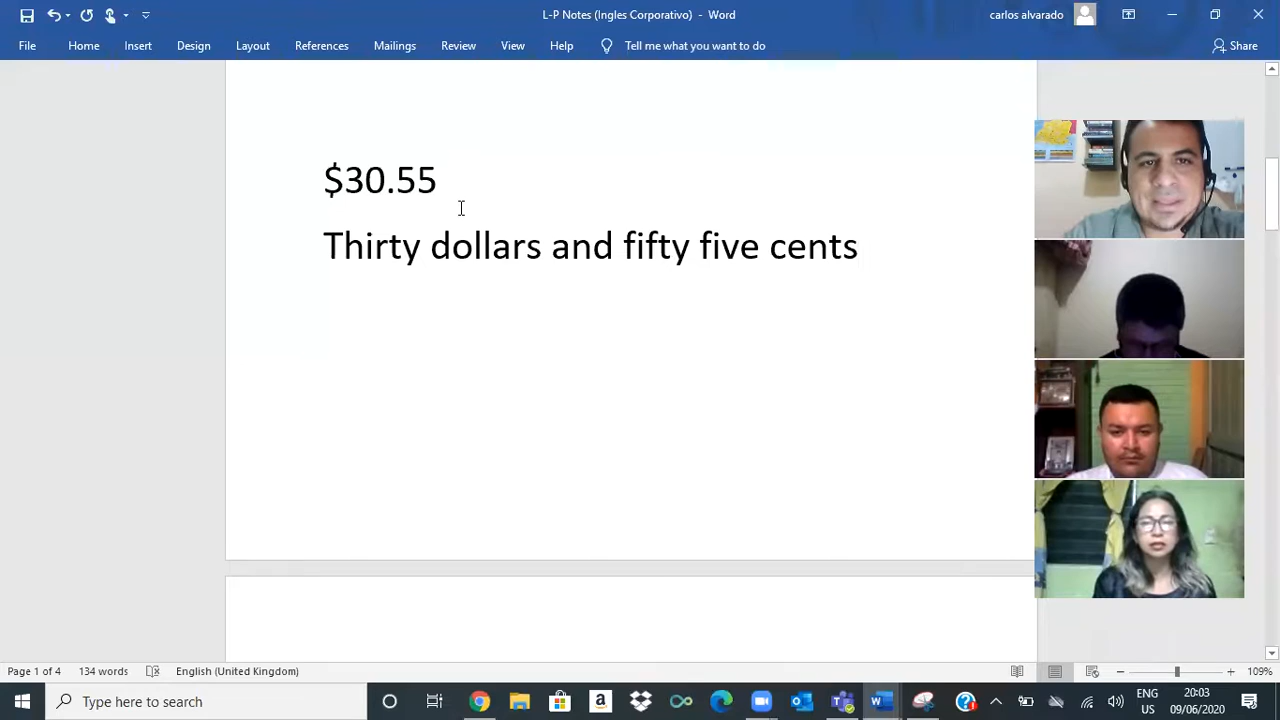 L-P Notes (Ingles Corporativo) - Word
carlos alvarado
File Home Insert Design Layout References Mailings Review View Help Tell me what you want to do Share
$30.55
Thirty dollars and fifty five cents
Page 1 of 4 134 words English (United Kingdom) 109%
Type here to search
ENG
US
20:03
09/06/2020